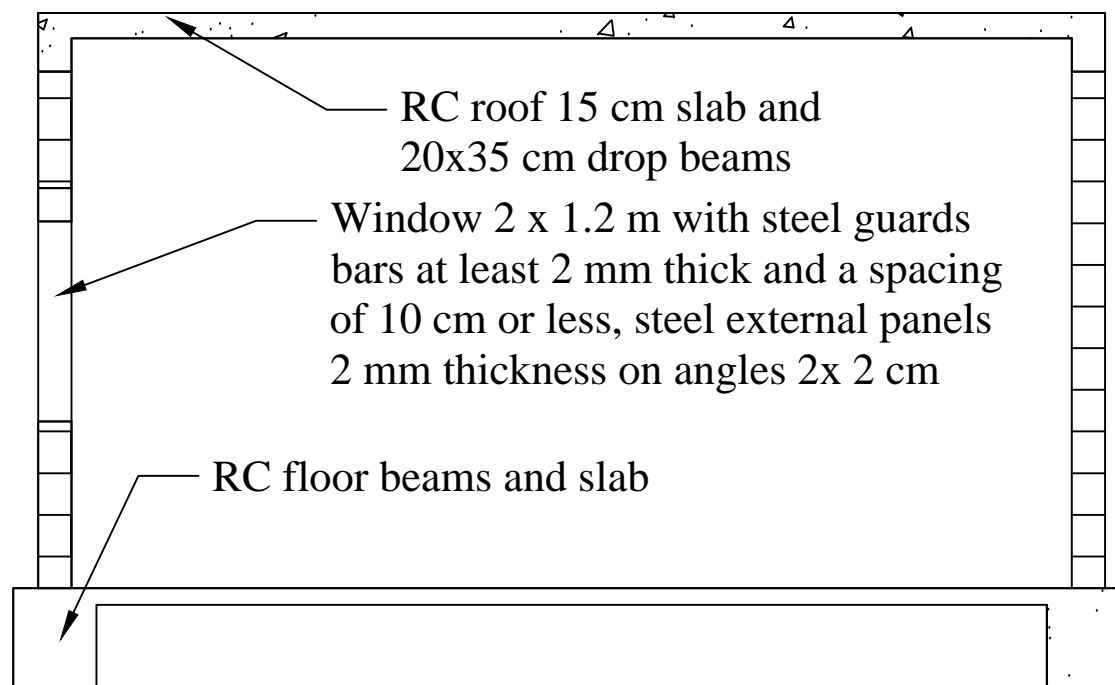 RC roof 15 cm slab and
20x35 cm drop beams
Window 2 x 1.2 m with steel guards
bars at least 2 mm thick and a spacing
of 10 cm or less, steel external panels
2 mm thickness on angles 2x 2 cm
RC floor beams and slab